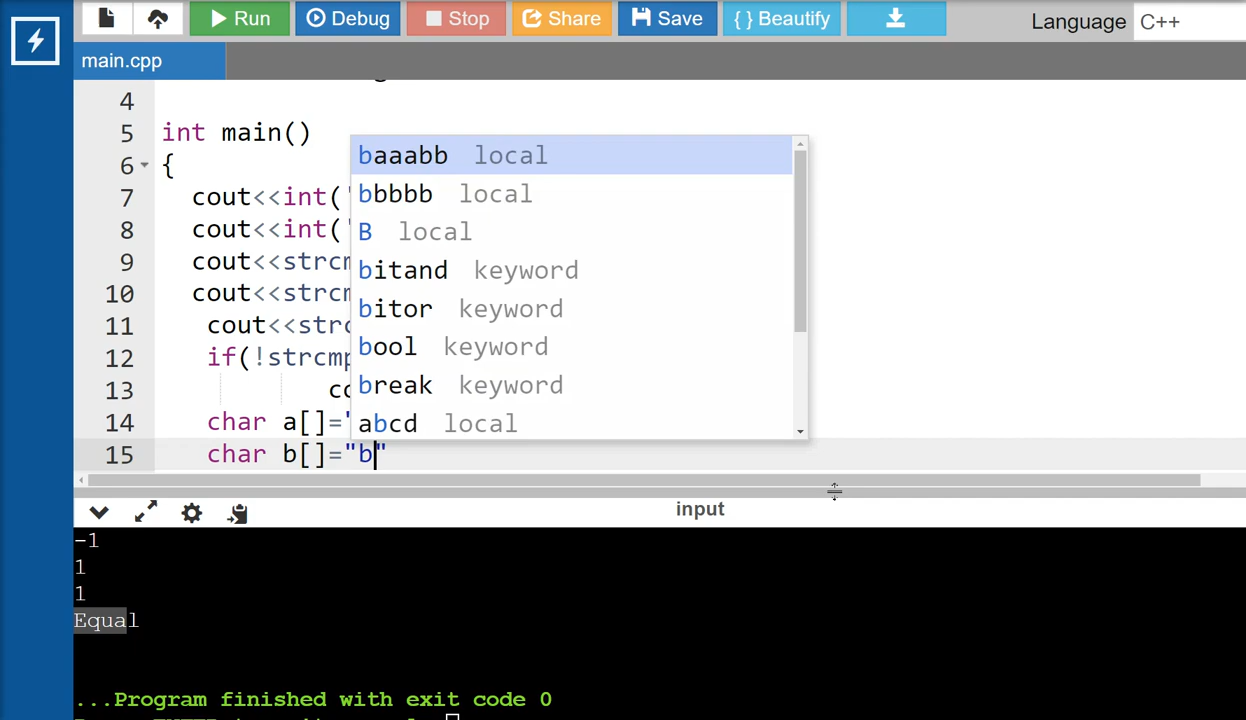 Run Debug Stop Share Save { } Beautify Language C++
main.cpp
4
5 int main()
6 {
7 cout<<int('
8 cout<<int('
9 cout<<strcm
10 cout<<strcm
11 cout<<strc
12 if(!strcmp
13 co
14 char a[]="
15 char b[]="b"
baaabb local
bbbbb local
B local
bitand keyword
bitor keyword
bool keyword
break keyword
abcd local
input
-1
1
1
Equal
...Program finished with exit code 0